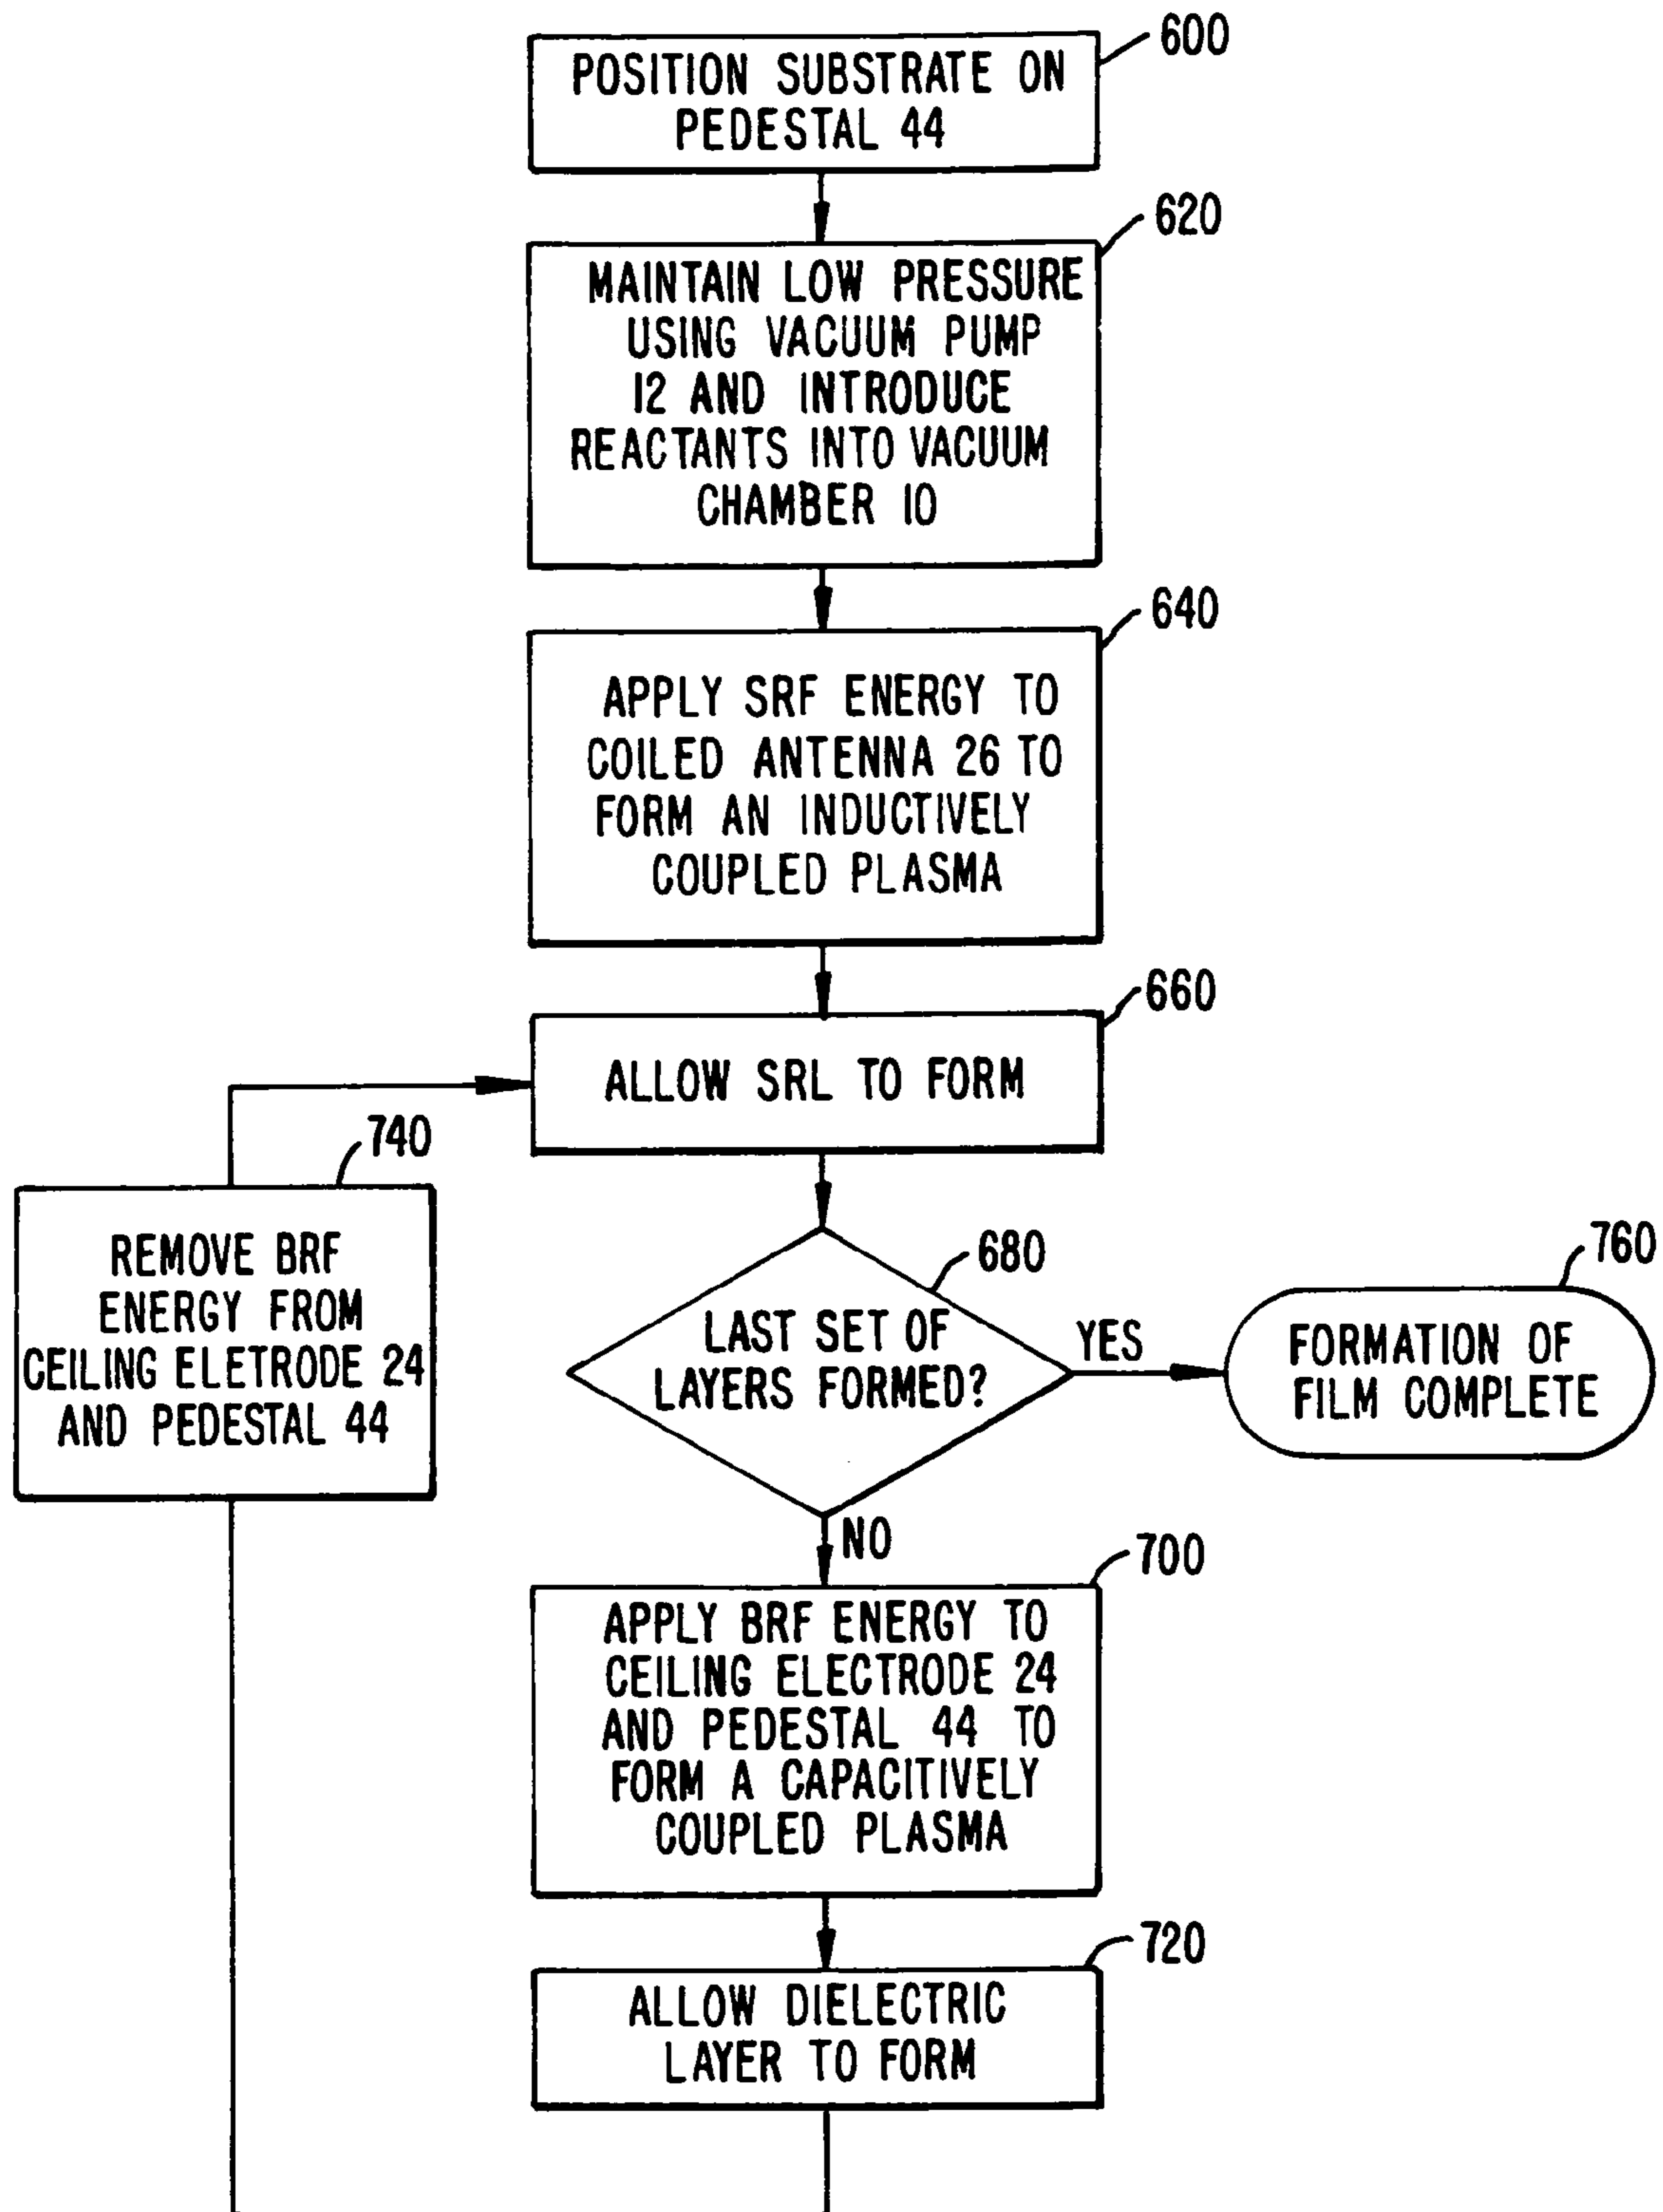 600
POSITION SUBSTRATE ON
PEDESTAL 44
620
MAINTAIN LOW PRESSURE
USING VACUUM PUMP
12 AND INTRODUCE
REACTANTS INTO VACUUM
CHAMBER 10
640
APPLY SRF ENERGY TO
COILED ANTENNA 26 TO
FORM AN INDUCTIVELY
COUPLED PLASMA
660
ALLOW SRL TO FORM
740
REMOVE BRF
ENERGY FROM
CEILING ELETRODE 24
AND PEDESTAL 44
680
LAST SET OF
LAYERS FORMED?
YES
760
FORMATION OF
FILM COMPLETE
NO
700
APPLY BRF ENERGY TO
CEILING ELECTRODE 24
AND PEDESTAL 44 TO
FORM A CAPACITIVELY
COUPLED PLASMA
720
ALLOW DIELECTRIC
LAYER TO FORM